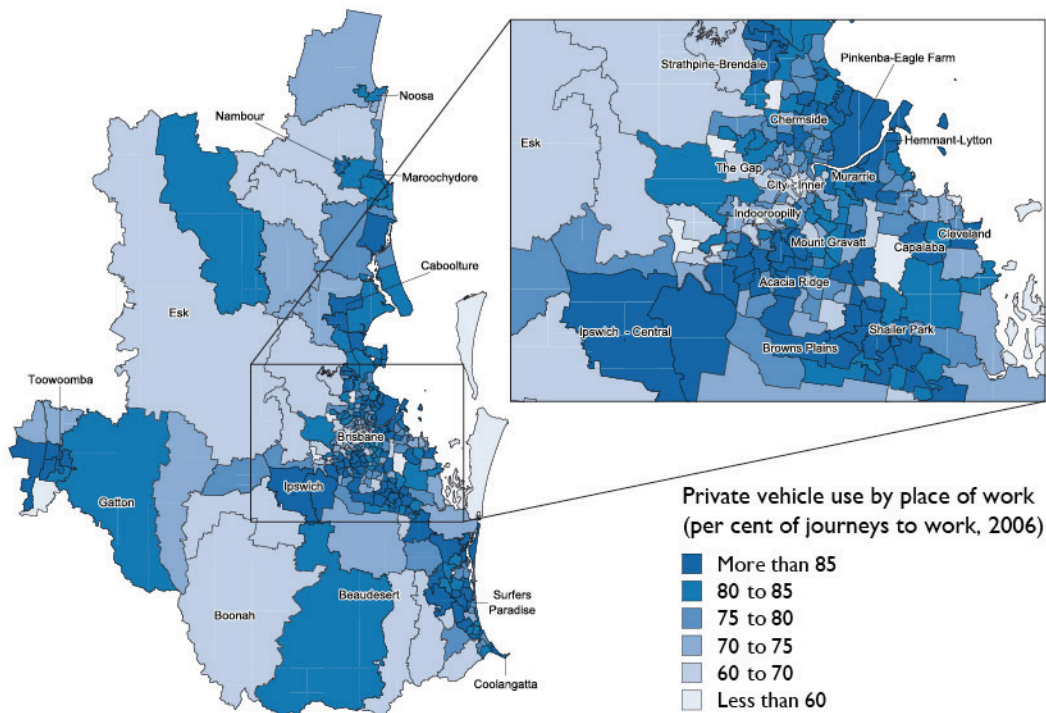 Noosa
Nambour
Maroochydore
Caboolture
Esk
Toowoomba
Brisbane
Gatton
Ipswich
Boonah
Beaudesert
Surfers
Paradise
Coolangatta
Strathpine-Brendale
Pinkenba-Eagle Farm
Chermside
Hemmant-Lytton
Esk
The Gap
Murarrie
City - Inner
Indooroopilly
Mount Gravatt
Cleveland
Capalaba
Acacia Ridge
Ipswich - Central
Shailer Park
Browns Plains
Private vehicle use by place of work
(per cent of journeys to work, 2006)
More than 85
80 to 85
75 to 80
70 to 75
60 to 70
Less than 60